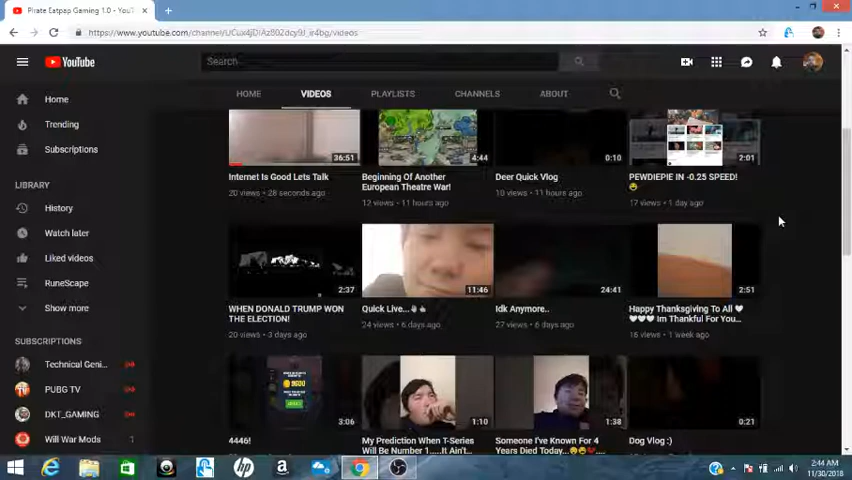 Pirate Eatpap Gaming 1.0 - YouT
https://www.youtube.com/channel/UCux4jDIAz802dcy9J_ir4bg/videos
YouTube
Search
HOME
VIDEOS
PLAYLISTS
CHANNELS
ABOUT
Home
Trending
Subscriptions
LIBRARY
History
Watch later
Liked videos
RuneScape
Show more
SUBSCRIPTIONS
Technical Geni...
PUBG TV
DKT_GAMING
Will War Mods 1
36:51
Internet Is Good Lets Talk
20 views • 28 seconds ago
4:44
Beginning Of Another
European Theatre War!
12 views • 11 hours ago
0:10
Deer Quick Vlog
10 views • 11 hours ago
2:01
PEWDIEPIE IN -0.25 SPEED!
😂
17 views • 1 day ago
2:37
WHEN DONALD TRUMP WON
THE ELECTION!
20 views • 3 days ago
11:46
Quick Live...
24 views • 6 days ago
24:41
Idk Anymore..
27 views • 6 days ago
2:51
Happy Thanksgiving To All ♥
♥♥♥ Im Thankful For You...
16 views • 1 week ago
9600
3:06
4446!
1:10
My Prediction When T-Series
Will Be Number 1.....It Ain't...
1:38
Someone I've Known For 4
Years Died Today...
0:21
Dog Vlog :)
2:44 AM
11/30/2018